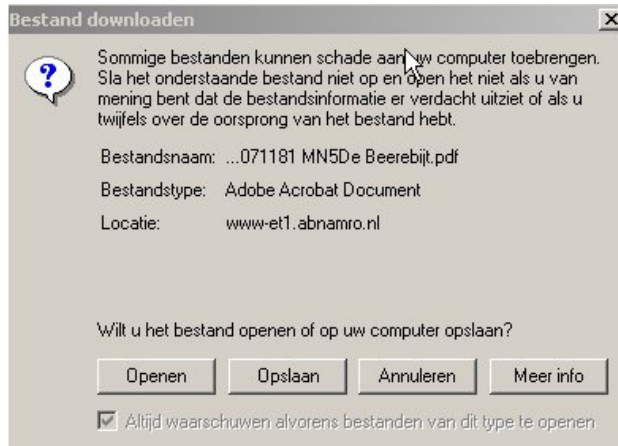 Bestand downloaden
Sommige bestanden kunnen schade aan uw computer toebrengen.
Sla het onderstaande bestand niet op en open het niet als u van
mening bent dat de bestandsinformatie er verdacht uitziet of als u
twijfels over de oorsprong van het bestand hebt.
Bestandsnaam: ...071181 MN5De Beerebijt.pdf
Bestandstype: Adobe Acrobat Document
Locatie: www-et1.abnamro.nl
Wilt u het bestand openen of op uw computer opslaan?
Openen Opslaan Annuleren Meer info
Altijd waarschuwen alvorens bestanden van dit type te openen